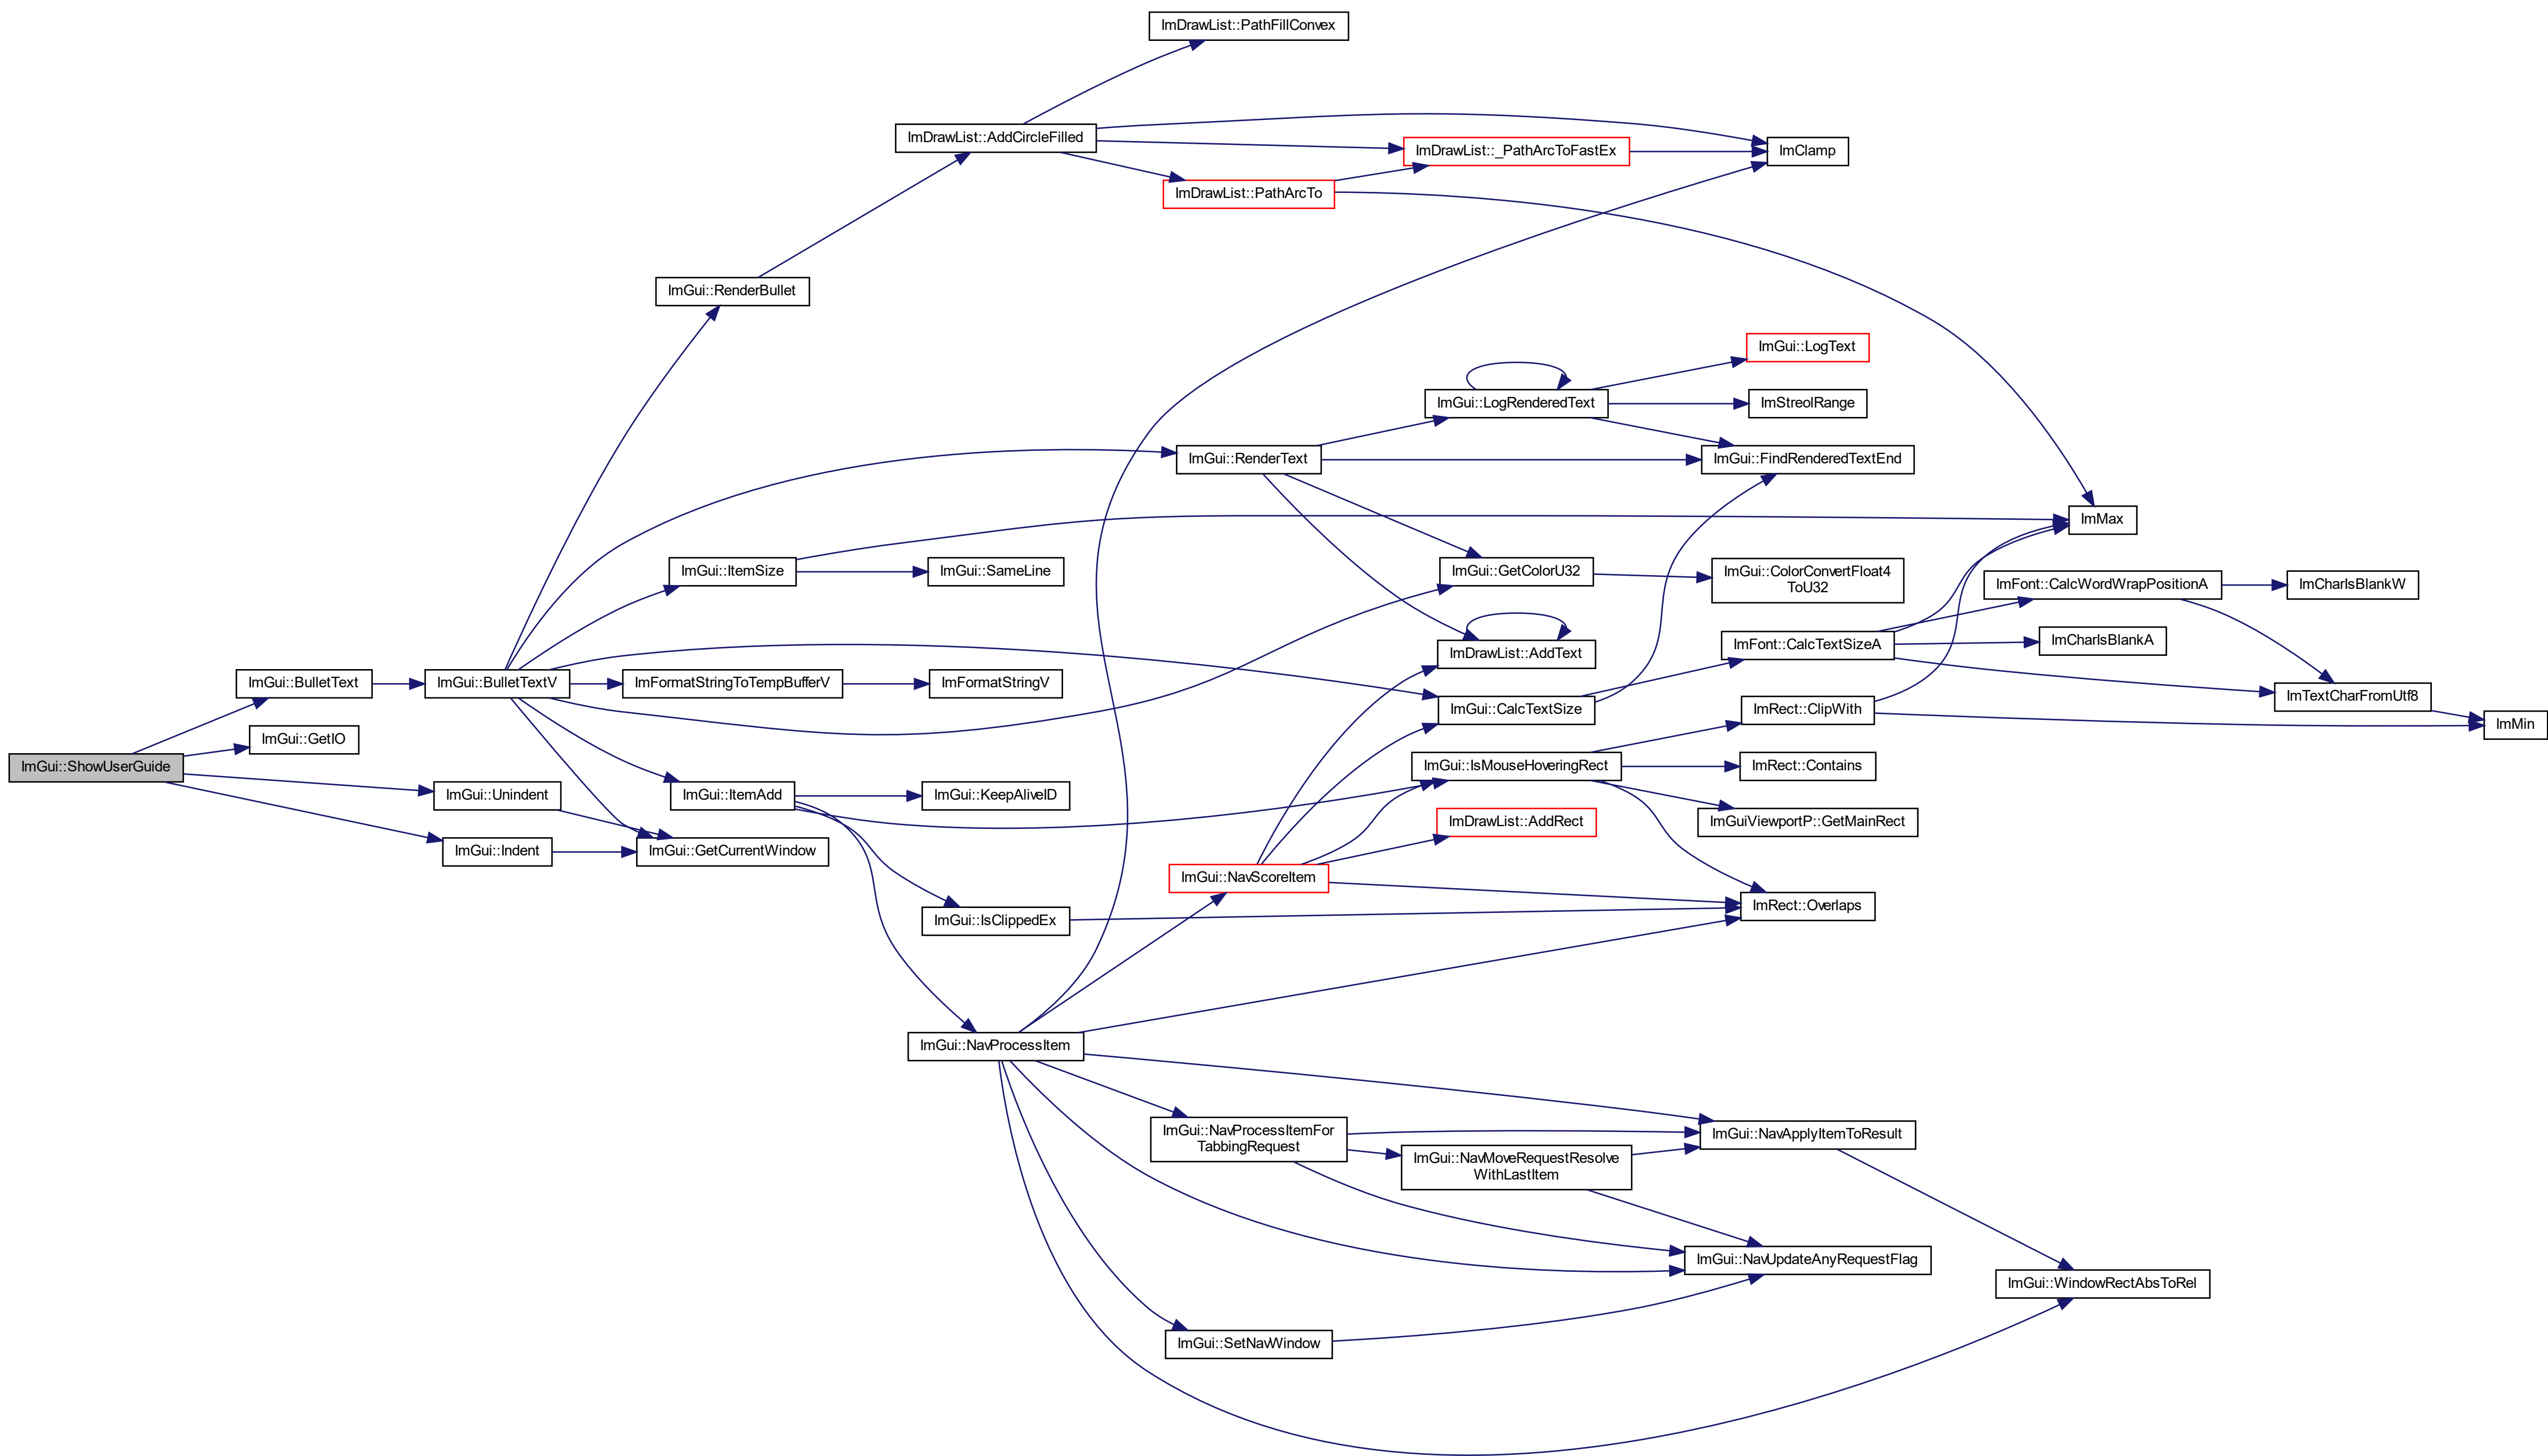 ImDrawList::PathFillConvex
ImDrawList::AddCircleFilled
ImDrawList::_PathArcToFastEx
ImClamp
ImDrawList::PathArcTo
ImGui::RenderBullet
ImGui::LogText
ImGui::LogRenderedText
ImStreolRange
ImGui::RenderText
ImGui::FindRenderedTextEnd
ImMax
ImGui::ItemSize
ImGui::SameLine
ImGui::GetColorU32
ImGui::ColorConvertFloat4
ToU32
ImFont::CalcWordWrapPositionA
ImCharIsBlankW
ImDrawList::AddText
ImFont::CalcTextSizeA
ImCharIsBlankA
ImGui::BulletText
ImGui::BulletTextV
ImFormatStringToTempBufferV
ImFormatStringV
ImTextCharFromUtf8
ImGui::CalcTextSize
ImRect::ClipWith
ImMin
ImGui::GetIO
ImGui::ShowUserGuide
ImGui::IsMouseHoveringRect
ImRect::Contains
ImGui::Unindent
ImGui::ItemAdd
ImGui::KeepAliveID
ImDrawList::AddRect
ImGuiViewportP::GetMainRect
ImGui::Indent
ImGui::GetCurrentWindow
ImGui::NavScoreItem
ImGui::IsClippedEx
ImRect::Overlaps
ImGui::NavProcessItem
ImGui::NavProcessItemFor
TabbingRequest
ImGui::NavApplyItemToResult
ImGui::NavMoveRequestResolve
WithLastItem
ImGui::NavUpdateAnyRequestFlag
ImGui::WindowRectAbsToRel
ImGui::SetNavWindow